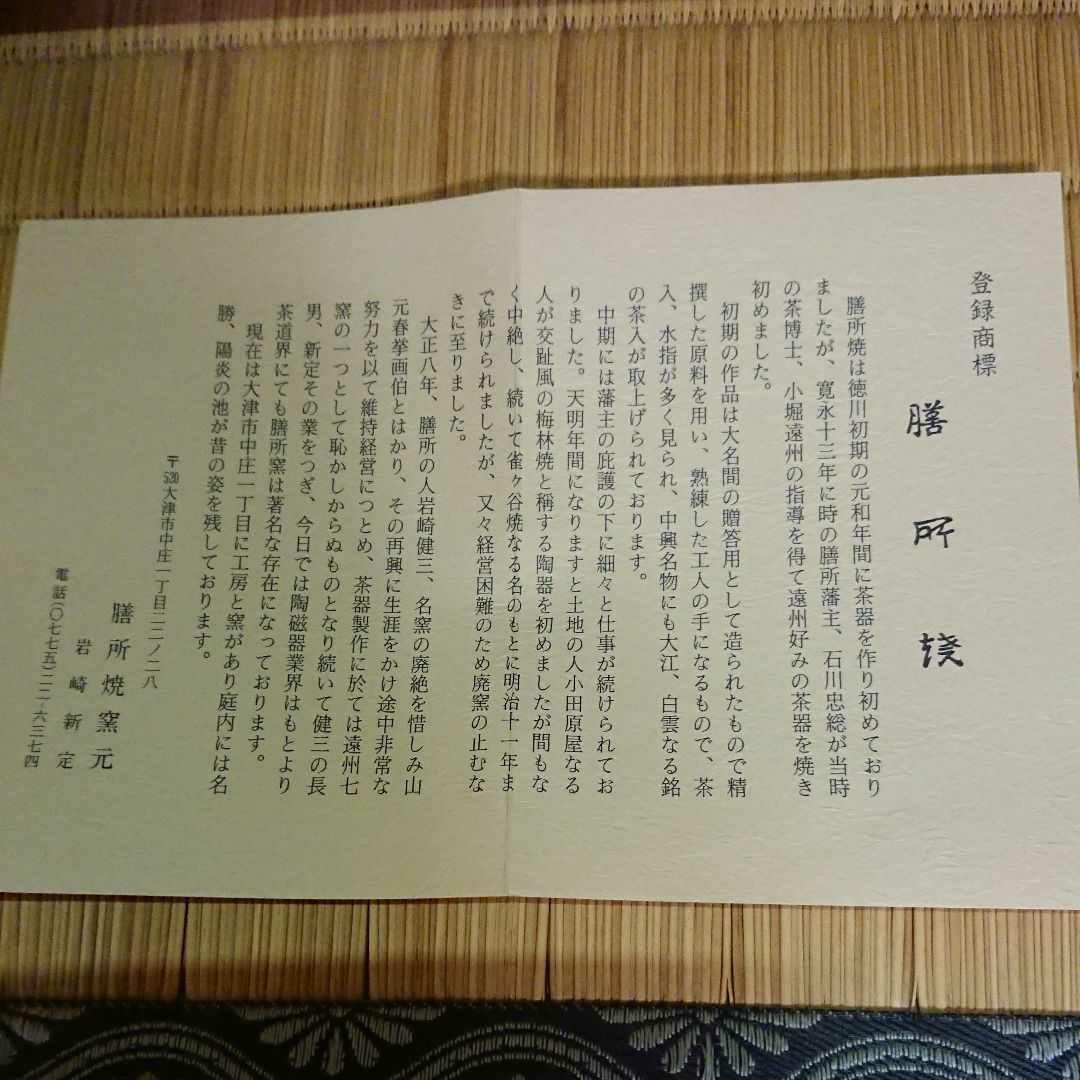 登録商標
膳所焼
膳所焼は徳川初期の元和年間に茶器を作り初めており
ましたが、寛永十三年に時の膳所藩主、石川忠総が当時
の茶博士、小堀遠州の指導を得て遠州好みの茶器を焼き
初めました。
初期の作品は大名間の贈答用として造られたもので精
撰した原料を用い、熟練した工人の手になるもので、茶
入、水指が多く見られ、中興名物にも大江、白雲なる銘
の茶入が取上げられております。
中期には藩主の庇護の下に細々と仕事が続けられてお
りました。天明年間になりますと土地の人小田原屋なる
人が交趾風の梅林焼と稱する陶器を初めましたが間もな
く中絶し、続いて雀ヶ谷焼なる名のもとに明治十一年ま
で続けられましたが、又々経営困難のため廃窯の止むな
きに至りました。
大正八年、膳所の人岩崎健三、名窯の廃絶を惜しみ山
元春挙画伯とはかり、その再興に生涯をかけ途中非常な
努力を以て維持経営につとめ、茶器製作に於ては遠州七
窯の一つとして恥かしからぬものとなり続いて健三の長
男、新定その業をつぎ、今日では陶磁器業界はもとより
茶道界にても膳所窯は著名な存在になっております。
現在は大津市中庄一丁目に工房と窯があり庭内には名
勝、陽炎の池が昔の姿を残しております。
〒520大津市中庄一丁目二二ノ二八
膳所焼窯元
岩崎新定
電話(〇七七五)二二-六三七四